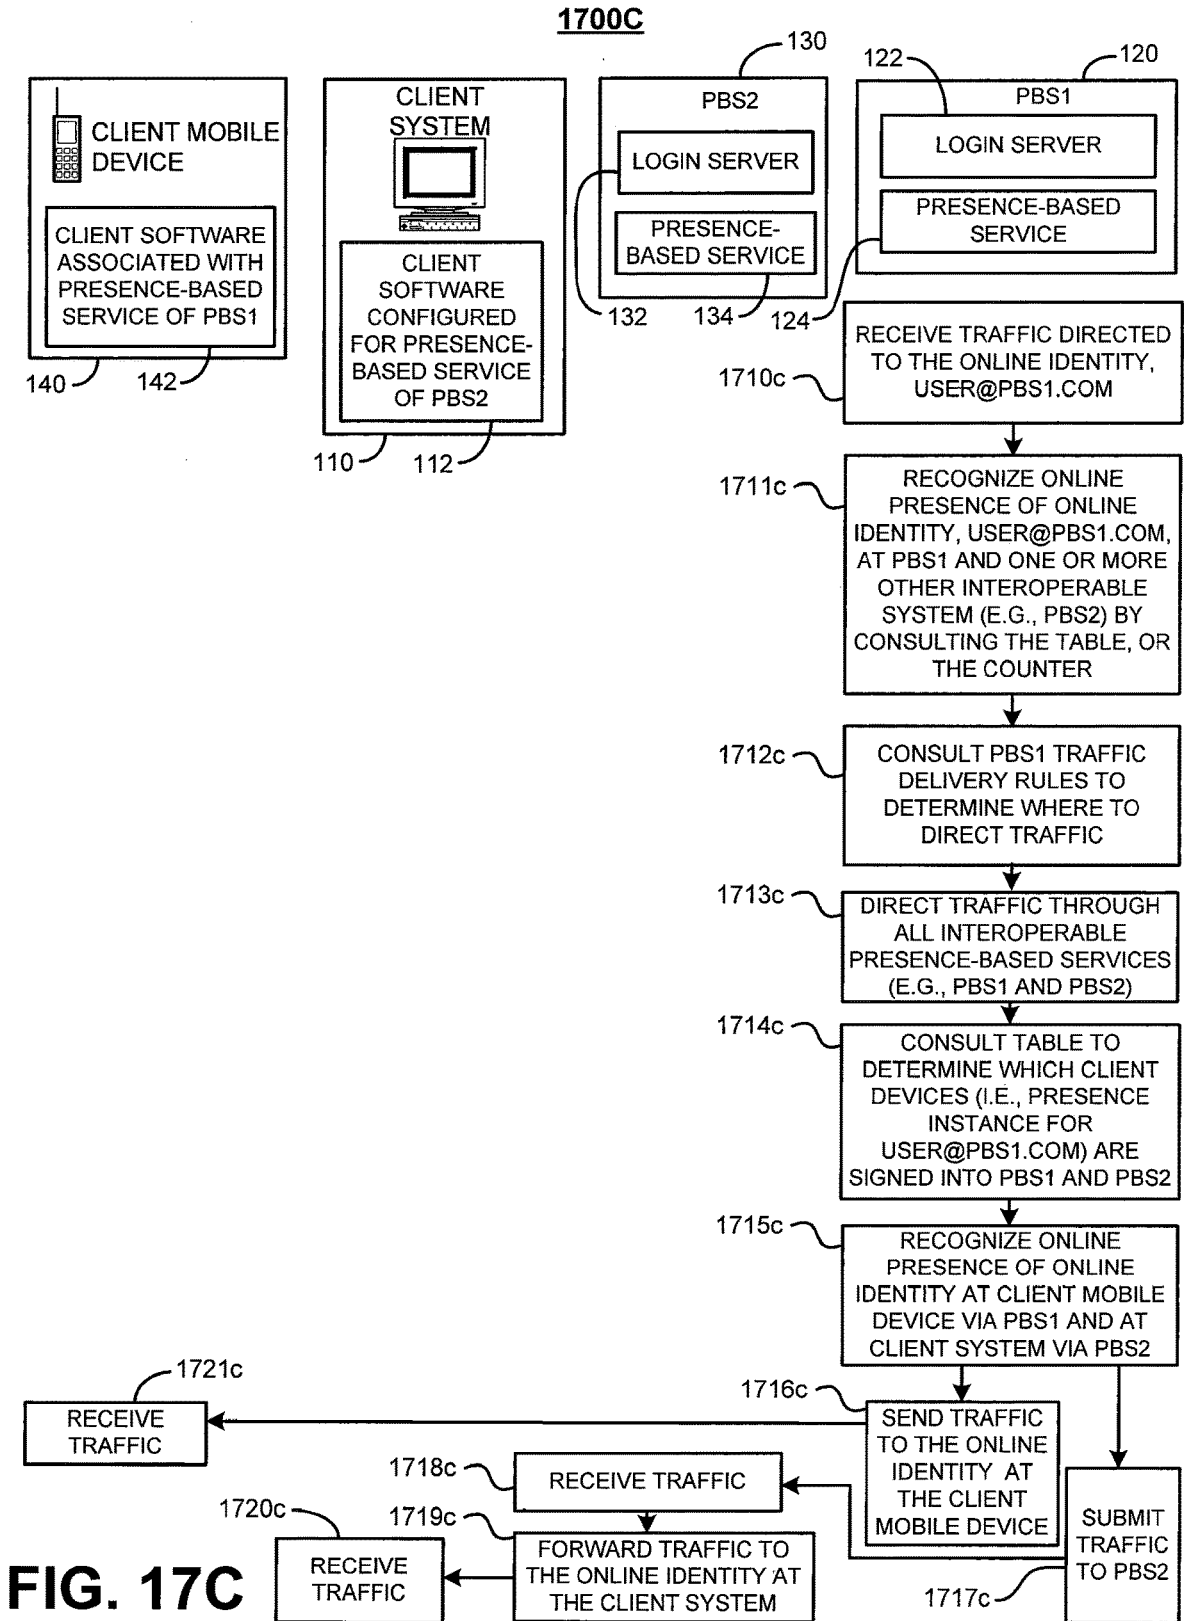 1700C
CLIENT MOBILE
DEVICE
CLIENT SOFTWARE
ASSOCIATED WITH
PRESENCE-BASED
SERVICE OF PBS1
140
142
CLIENT
SYSTEM
CLIENT
SOFTWARE
CONFIGURED
FOR PRESENCE-
BASED SERVICE
OF PBS2
110
112
130
PBS2
LOGIN SERVER
PRESENCE-
BASED SERVICE
132
134
122
120
PBS1
LOGIN SERVER
PRESENCE-BASED
SERVICE
124
1710c
RECEIVE TRAFFIC DIRECTED
TO THE ONLINE IDENTITY,
USER@PBS1.COM
1711c
RECOGNIZE ONLINE
PRESENCE OF ONLINE
IDENTITY, USER@PBS1.COM,
AT PBS1 AND ONE OR MORE
OTHER INTEROPERABLE
SYSTEM (E.G., PBS2) BY
CONSULTING THE TABLE, OR
THE COUNTER
1712c
CONSULT PBS1 TRAFFIC
DELIVERY RULES TO
DETERMINE WHERE TO
DIRECT TRAFFIC
1713c
DIRECT TRAFFIC THROUGH
ALL INTEROPERABLE
PRESENCE-BASED SERVICES
(E.G., PBS1 AND PBS2)
1714c
CONSULT TABLE TO
DETERMINE WHICH CLIENT
DEVICES (I.E., PRESENCE
INSTANCE FOR
USER@PBS1.COM) ARE
SIGNED INTO PBS1 AND PBS2
1715c
RECOGNIZE ONLINE
PRESENCE OF ONLINE
IDENTITY AT CLIENT MOBILE
DEVICE VIA PBS1 AND AT
CLIENT SYSTEM VIA PBS2
1716c
SEND TRAFFIC
TO THE ONLINE
IDENTITY AT
THE CLIENT
MOBILE DEVICE
1721c
RECEIVE
TRAFFIC
1717c
SUBMIT
TRAFFIC
TO PBS2
1718c
RECEIVE TRAFFIC
1719c
FORWARD TRAFFIC TO
THE ONLINE IDENTITY AT
THE CLIENT SYSTEM
1720c
RECEIVE
TRAFFIC
FIG. 17C